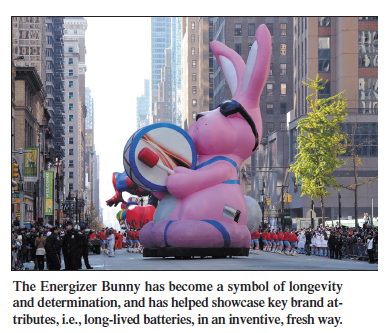 The Energizer Bunny has become a symbol of longevity
and determination, and has helped showcase key brand at-
tributes, i.e., long-lived batteries, in an inventive, fresh way.